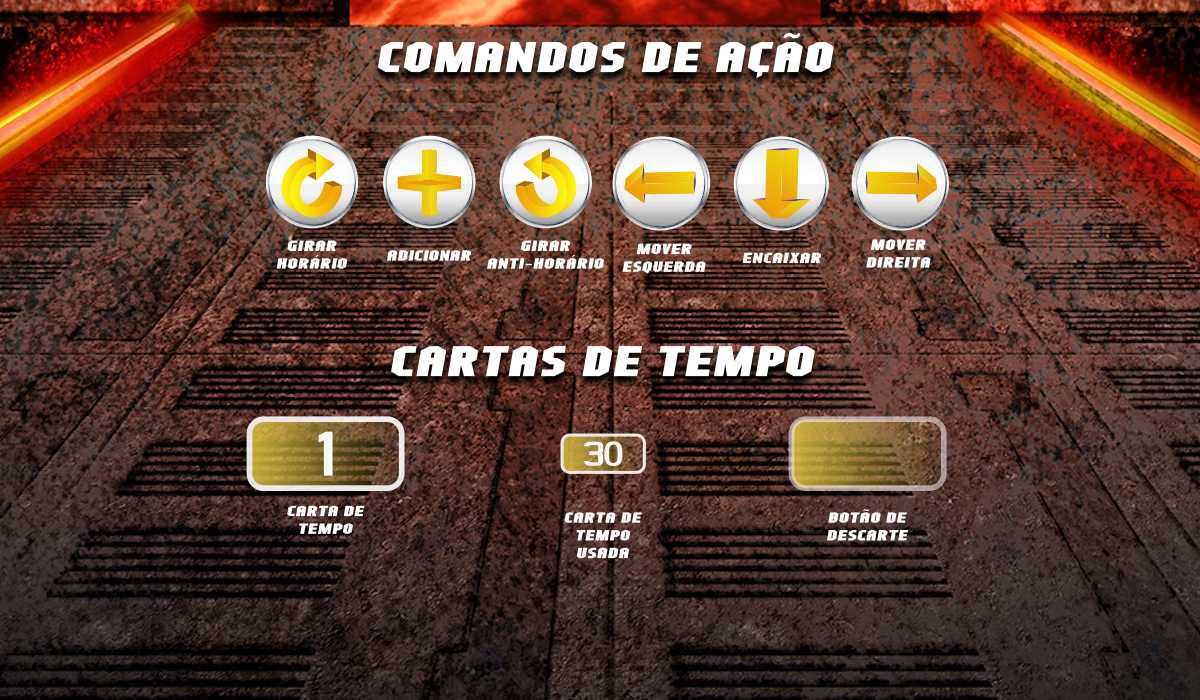 COMANDOS DE AÇÃO
GIRAR
HORÁRIO
ADICIONAR
GIRAR
ANTI-HORÁRIO
MOVER
ESQUERDA
ENCAIXAR
MOVER
DIREITA
CARTAS DE TEMPO
1
30
CARTA DE
TEMPO
CARTA DE
TEMPO
USADA
BOTÃO DE
DESCARTE